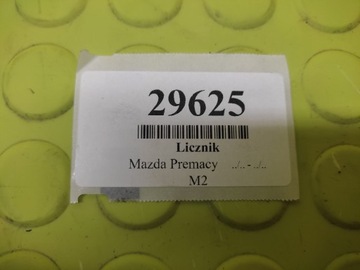 29625
Licznik
Mazda Premacy ../.. - ../..
M2